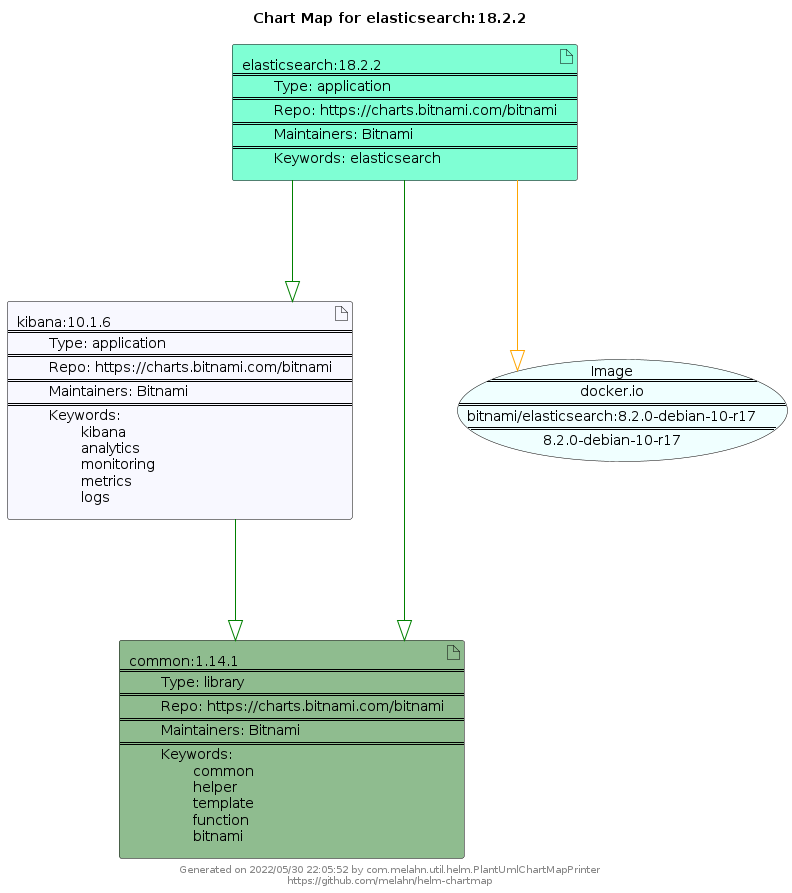 Chart Map for elasticsearch:18.2.2
elasticsearch:18.2.2
Type: application
Repo: https://charts.bitnami.com/bitnami
Maintainers: Bitnami
Keywords: elasticsearch
kibana:10.1.6
Type: application
Repo: https://charts.bitnami.com/bitnami
Maintainers: Bitnami
Keywords:
kibana
analytics
monitoring
metrics
logs
Image
docker.io
bitnami/elasticsearch:8.2.0-debian-10-r17
8.2.0-debian-10-r17
common:1.14.1
Type: library
Repo: https://charts.bitnami.com/bitnami
Maintainers: Bitnami
Keywords:
common
helper
template
function
bitnami
Generated on 2022/05/30 22:05:52 by com.melahn.util.helm.PlantUmlChartMapPrinter
https://github.com/melahn/helm-chartmap